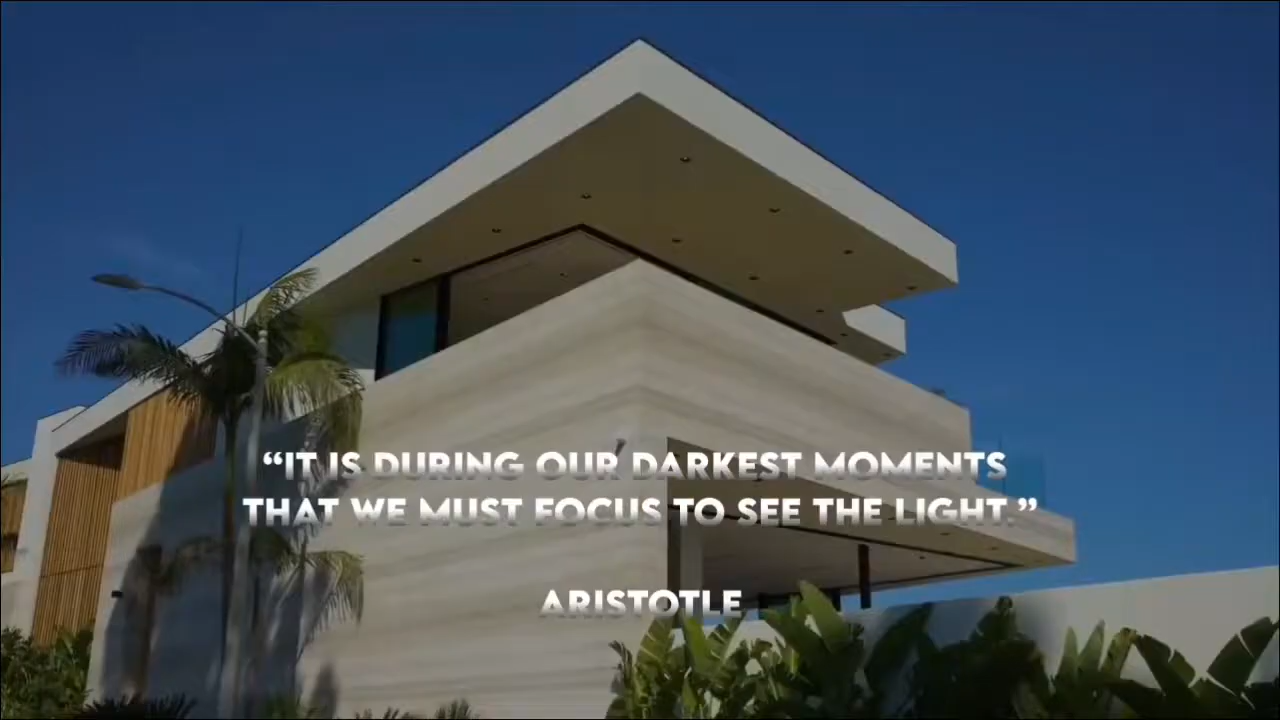 “IT IS DURING OUR DARKEST MOMENTS
THAT WE MUST FOCUS TO SEE THE LIGHT.”
ARISTOTLE